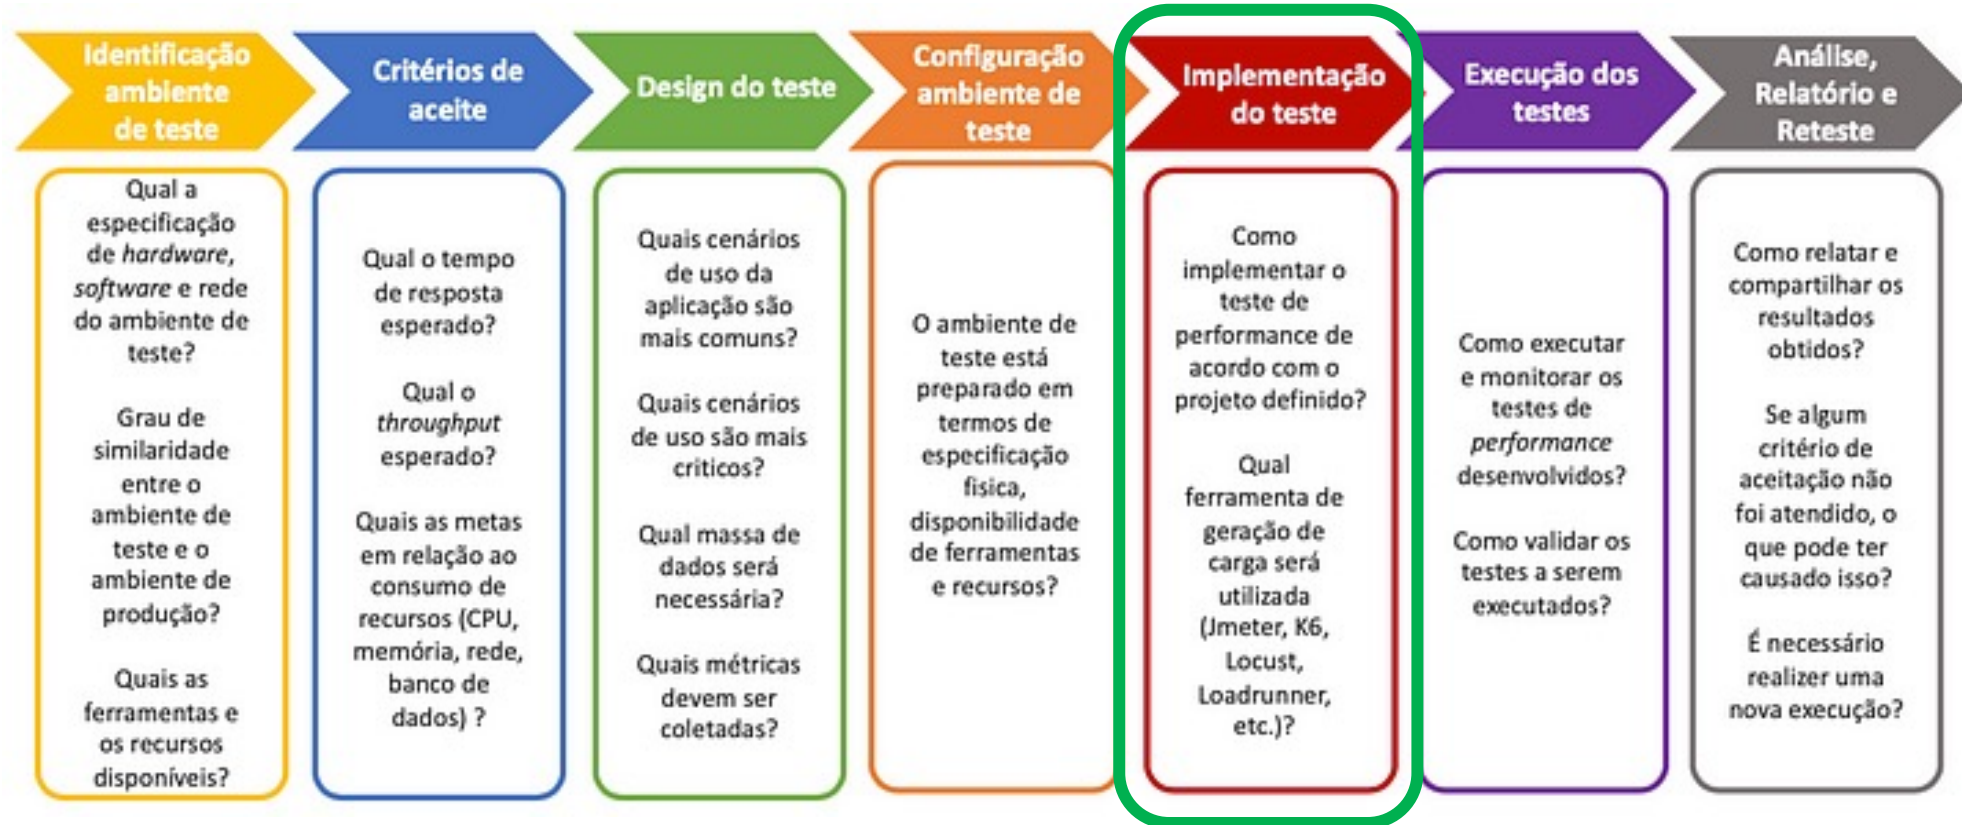 Identificação
ambiente
de teste
Critérios de
aceite
Design do teste
Configuração
ambiente de
teste
Implementação
do teste
Execução dos
testes
Análise,
Relatório e
Reteste
Qual a
especificação
de hardware,
software e rede
do ambiente de
teste?
Grau de
similaridade
entre o
ambiente de
teste e o
ambiente de
produção?
Quais as
ferramentas e
os recursos
disponíveis?
Qual o tempo
de resposta
esperado?
Qual o
throughput
esperado?
Quais as metas
em relação ao
consumo de
recursos (CPU,
memória, rede,
banco de
dados) ?
Quais cenários
de uso da
aplicação são
mais comuns?
Quais cenários
de uso são mais
criticos?
Qual massa de
dados será
necessária?
Quais métricas
devem ser
coletadas?
O ambiente de
teste está
preparado em
termos de
especificação
fisica,
disponibilidade
de ferramentas
e recursos?
Como
implementar o
teste de
performance de
acordo com o
projeto definido?
Qual
ferramenta de
geração de
carga será
utilizada
(Jmeter, K6,
Locust,
Loadrunner,
etc.)?
Como executar
e monitorar os
testes de
performance
desenvolvidos?
Como validar os
testes a serem
executados?
Como relatar e
compartilhar os
resultados
obtidos?
Se algum
critério de
aceitação não
foi atendido, o
que pode ter
causado isso?
É necessário
realizer uma
nova execução?